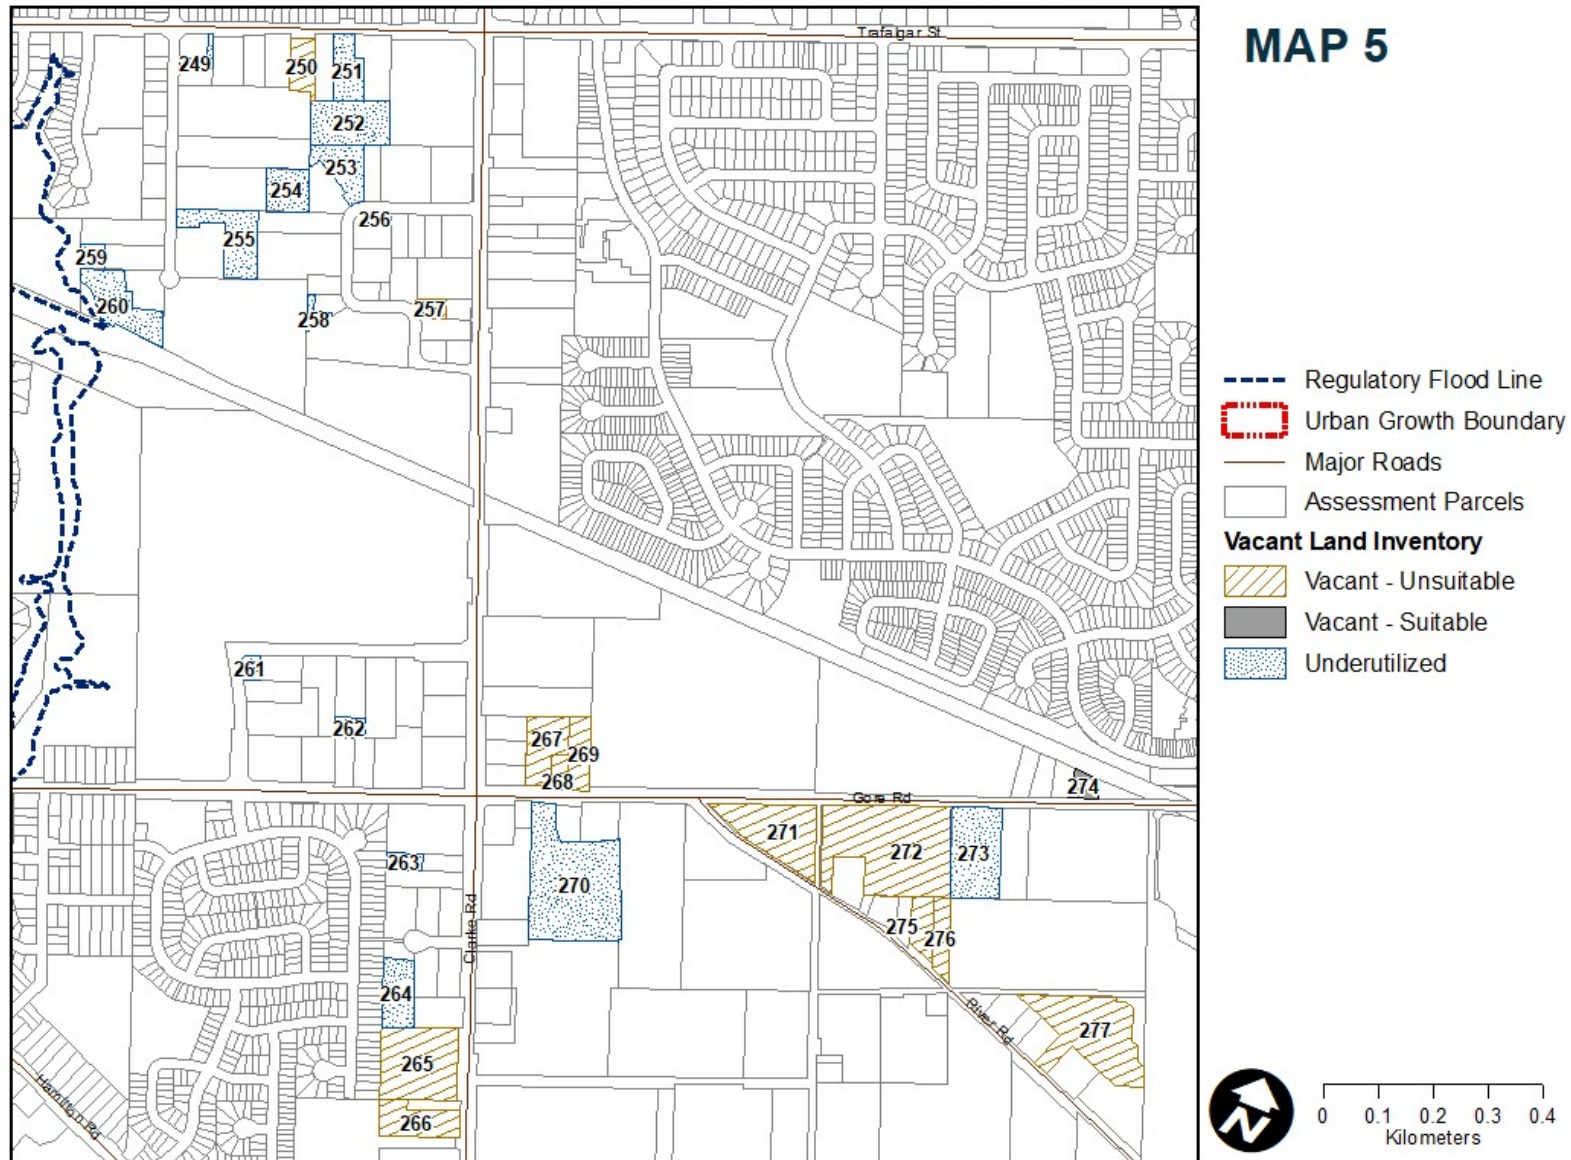 MAP 5
Trafalgar St
249
250
251
252
253
254
255
256
257
258
259
260
261
262
267
269
268
274
Gore Rd
263
270
271
272
273
Clarke Rd
275
276
264
265
266
277
River Rd
Hamilton Rd
Regulatory Flood Line
Urban Growth Boundary
Major Roads
Assessment Parcels
Vacant Land Inventory
Vacant - Unsuitable
Vacant - Suitable
Underutilized
N
0 0.1 0.2 0.3 0.4
Kilometers